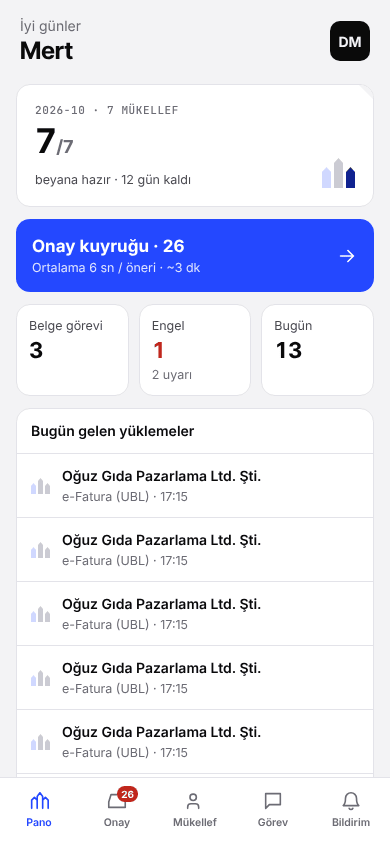 İyi günler
Mert
DM
2026-10 · 7 MÜKELLEF
7/7
beyana hazır · 12 gün kaldı
Onay kuyruğu · 26
Ortalama 6 sn / öneri · ~3 dk
Belge görevi
3
Engel
1
2 uyarı
Bugün
13
Bugün gelen yüklemeler
Oğuz Gıda Pazarlama Ltd. Şti.
e-Fatura (UBL) · 17:15
Oğuz Gıda Pazarlama Ltd. Şti.
e-Fatura (UBL) · 17:15
Oğuz Gıda Pazarlama Ltd. Şti.
e-Fatura (UBL) · 17:15
Oğuz Gıda Pazarlama Ltd. Şti.
e-Fatura (UBL) · 17:15
Oğuz Gıda Pazarlama Ltd. Şti.
e-Fatura (UBL) · 17:15
26
Pano
Onay
Mükellef
Görev
Bildirim